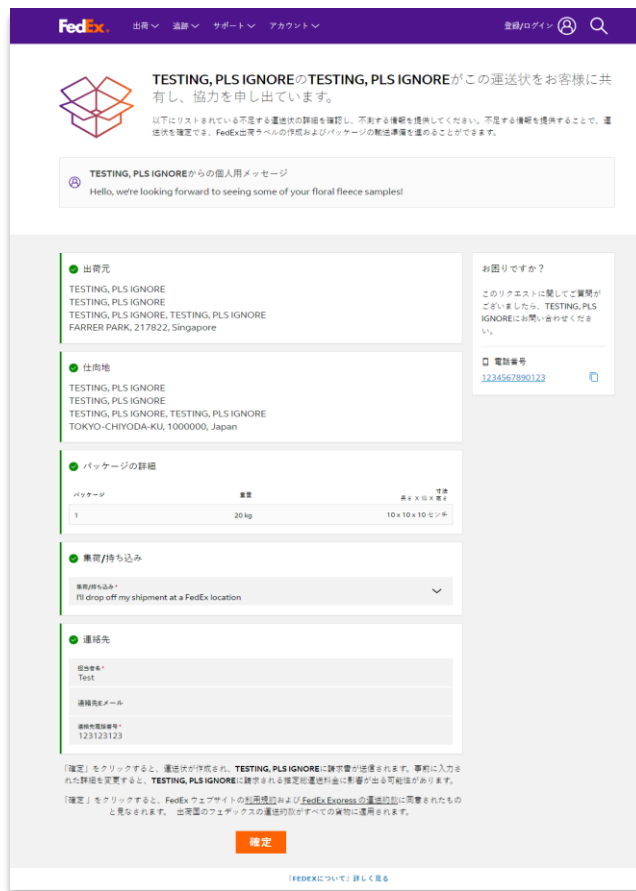 FedEx. 出荷 追跡 サポート アカウント 登録/ログイン
TESTING, PLS IGNOREのTESTING, PLS IGNOREがこの運送状をお客様に共
有し、協力を申し出ています。
以下にリストされている不足する運送状の詳細を確認し、不則する情報を提供してください。不足する情報を提供することで、運
送状を確定でき、FedEx出荷ラベルの作成およびパッケージの輸送準備を進めることができます。
TESTING, PLS IGNOREからの個人用メッセージ
Hello, we're looking forward to seeing some of your floral fleece samples!
出荷元
TESTING, PLS IGNORE
TESTING, PLS IGNORE
TESTING, PLS IGNORE, TESTING, PLS IGNORE
FARRER PARK, 217822, Singapore
お困りですか？
このリクエストに関してご質問が
ございましたら、TESTING, PLS
IGNOREにお問い合わせくださ
い。
電話番号
1234567890123
仕向地
TESTING, PLS IGNORE
TESTING, PLS IGNORE
TESTING, PLS IGNORE, TESTING, PLS IGNORE
TOKYO-CHIYODA-KU, 1000000, Japan
パッケージの詳細
パッケージ 重量 寸法
長さ X 幅 X 高さ
1 20 kg 10 x 10 x 10 センチ
集荷/持ち込み
集荷/持ち込み*
I'll drop off my shipment at a FedEx location
連絡先
担当者名*
Test
連絡先Eメール
連絡先電話番号*
123123123
「確定」をクリックすると、運送状が作成され、TESTING, PLS IGNOREに請求書が送信されます。事前に入力さ
れた詳細を変更すると、TESTING, PLS IGNOREに請求される推定総運送料金に影響が出る可能性があります。
「確定」をクリックすると、FedEx ウェブサイトの利用規約および FedEx Express の運送約款に同意されたもの
と見なされます。 出荷国のフェデックスの運送約款がすべての貨物に適用されます。
確定
「FEDEXについて」詳しく見る